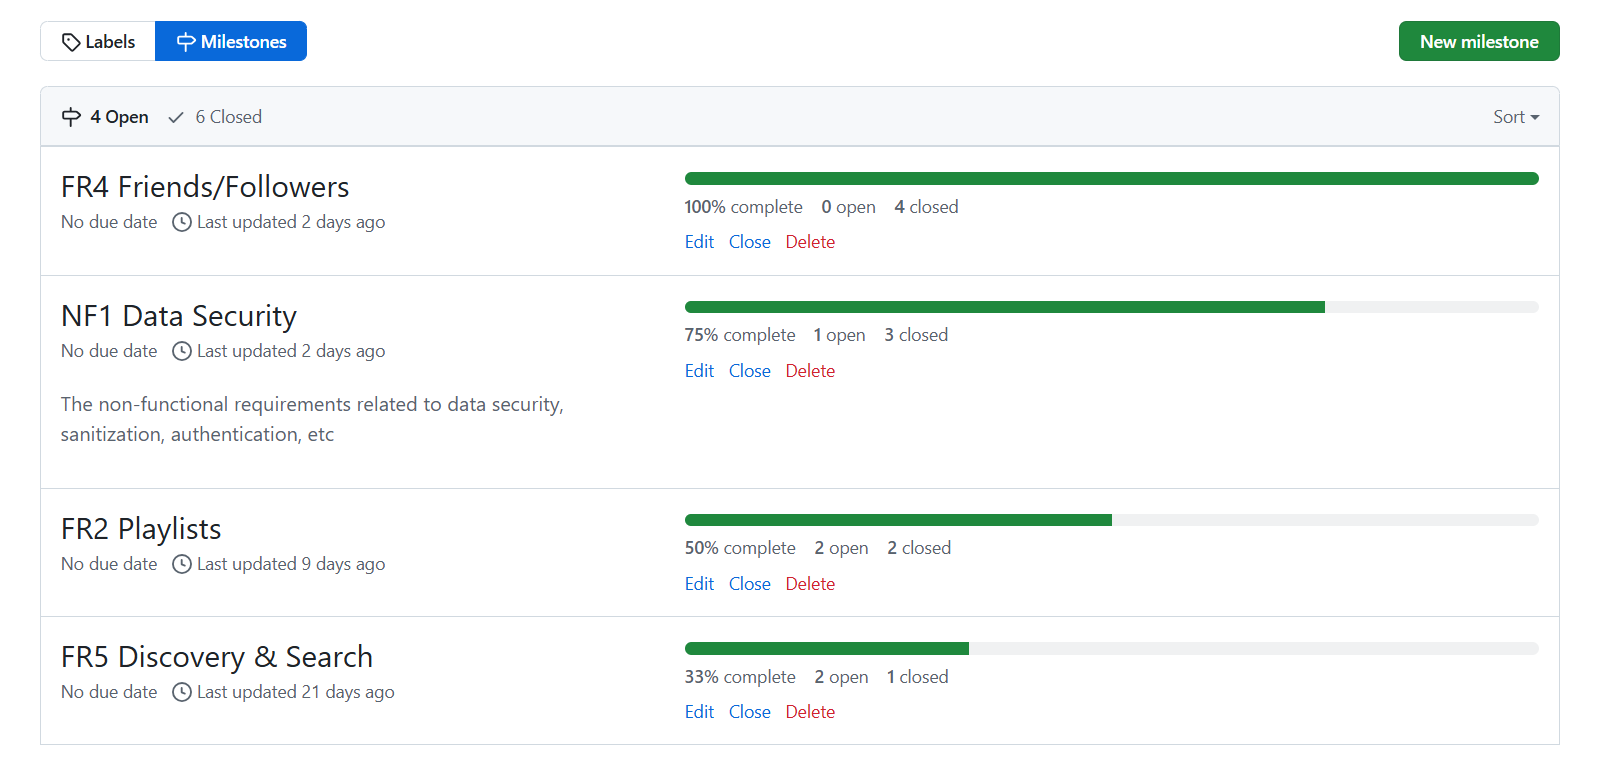 Labels Milestones New milestone
4 Open 6 Closed Sort
FR4 Friends/Followers
No due date Last updated 2 days ago
100% complete 0 open 4 closed
Edit Close Delete
NF1 Data Security
No due date Last updated 2 days ago
The non-functional requirements related to data security,
sanitization, authentication, etc
75% complete 1 open 3 closed
Edit Close Delete
FR2 Playlists
No due date Last updated 9 days ago
50% complete 2 open 2 closed
Edit Close Delete
FR5 Discovery & Search
No due date Last updated 21 days ago
33% complete 2 open 1 closed
Edit Close Delete